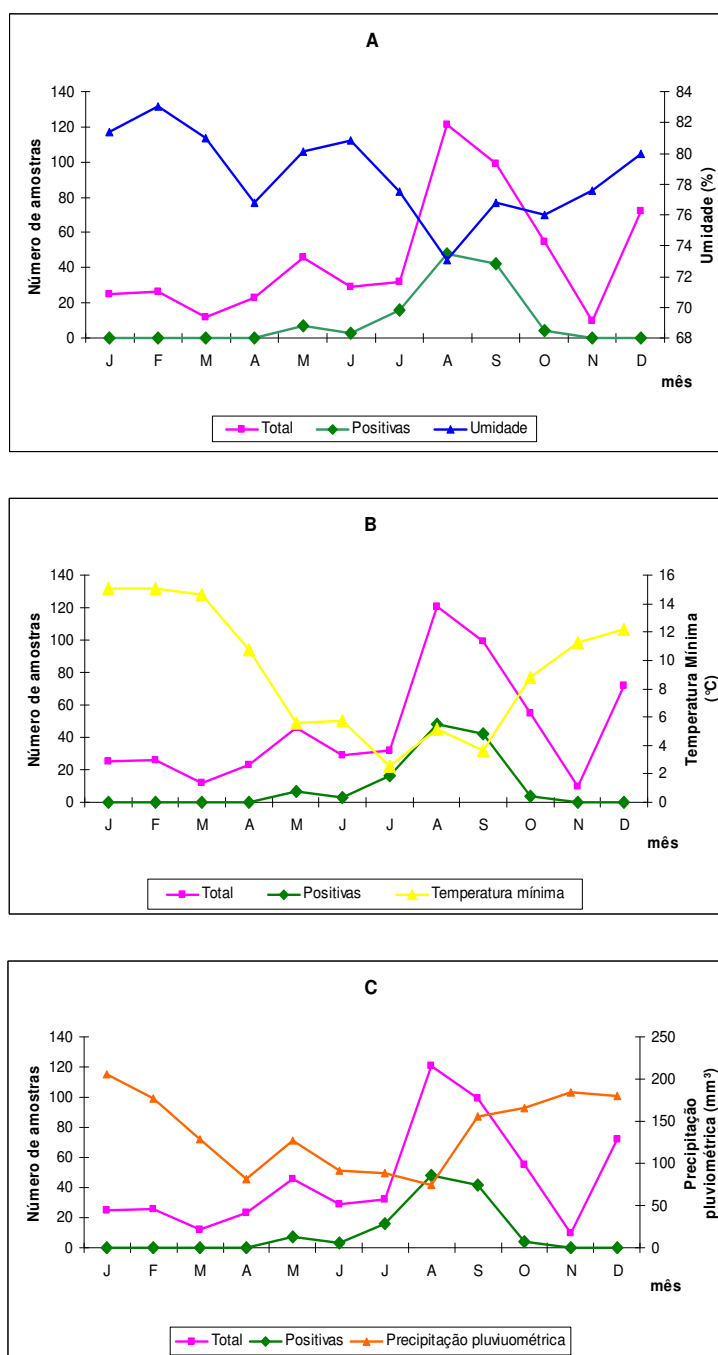 A
140
120
100
80
60
40
20
0
Número de amostras
84
82
80
78
76
74
72
70
68
Umidade (%)
J F M A M J J A S O N D
mês
Total Positivas Umidade
B
140
120
100
80
60
40
20
0
Número de amostras
16
14
12
10
8
6
4
2
0
Temperatura Mínima
(°C)
J F M A M J J A S O N D
mês
Total Positivas Temperatura mínima
C
140
120
100
80
60
40
20
0
Número de amostras
250
200
150
100
50
0
Precipitação
pluviométrica (mm³)
J F M A M J J A S O N D
mês
Total Positivas Precipitação pluviuométrica